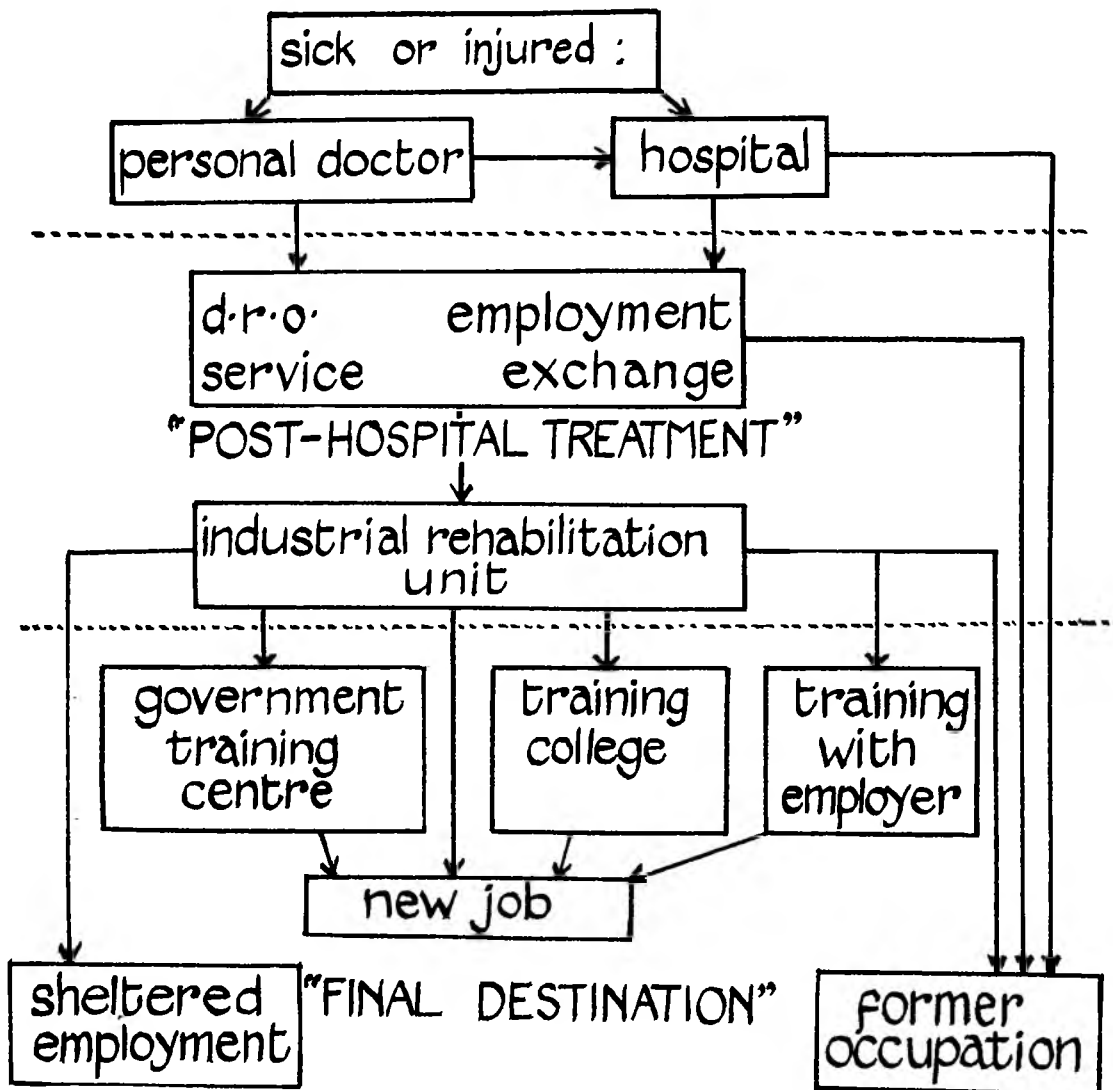 sick or injured :
personal doctor
hospital
d.r.o. employment
service exchange
"POST-HOSPITAL TREATMENT"
industrial rehabilitation
unit
government
training
centre
training
college
training
with
employer
new job
sheltered
employment
"FINAL DESTINATION"
former
occupation